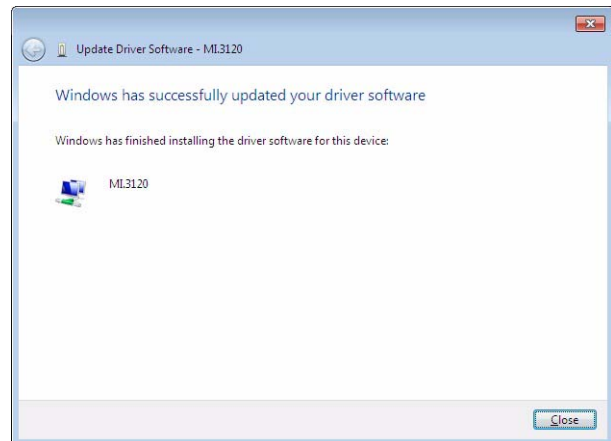 Update Driver Software - MI.3120
Windows has successfully updated your driver software
Windows has finished installing the driver software for this device:
MI.3120
Close